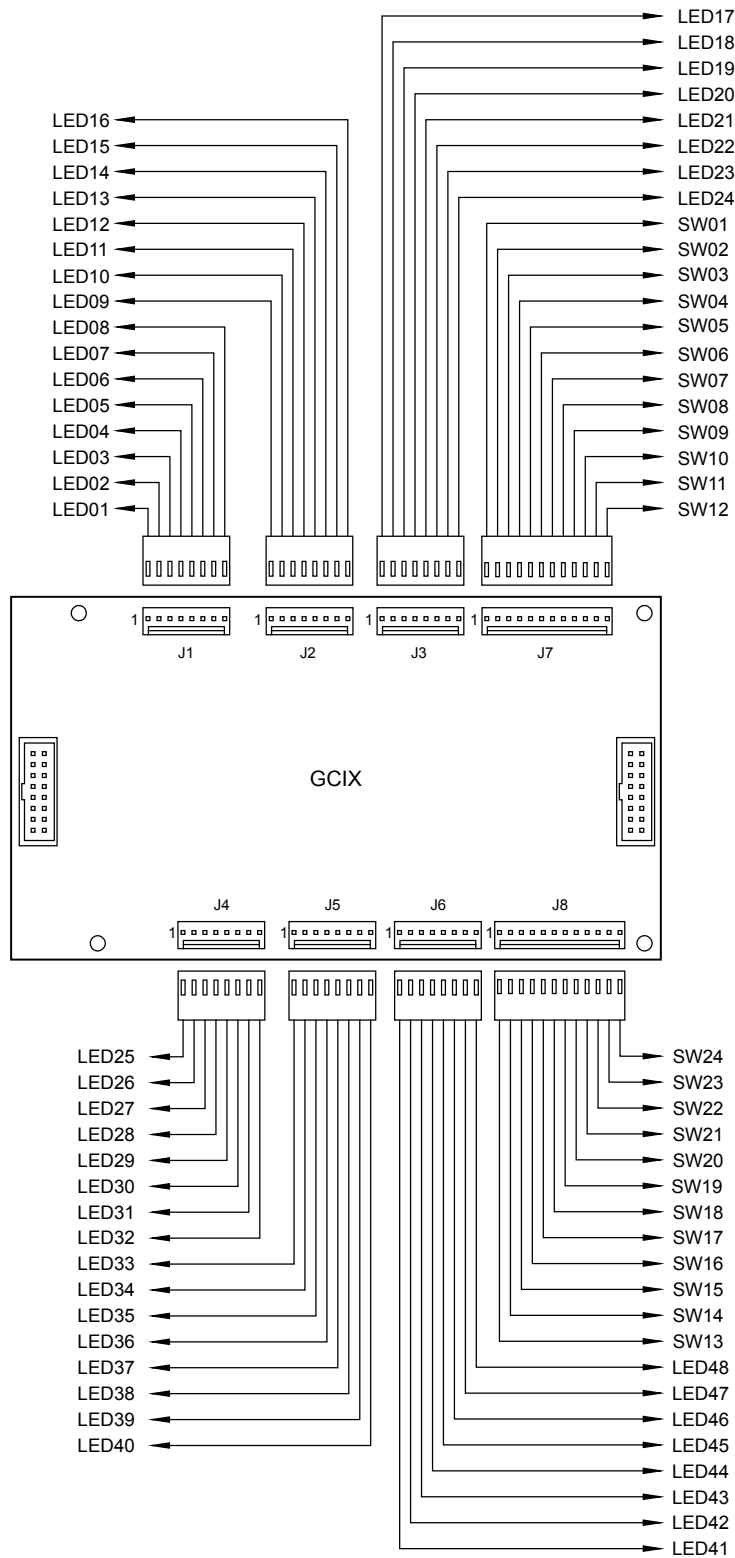 LED17
LED18
LED19
LED20
LED16 LED21
LED15 LED22
LED14 LED23
LED13 LED24
LED12 SW01
LED11 SW02
LED10 SW03
LED09 SW04
LED08 SW05
LED07 SW06
LED06 SW07
LED05 SW08
LED04 SW09
LED03 SW10
LED02 SW11
LED01 SW12
1 1 1 1
J1 J2 J3 J7
GCIX
J4 J5 J6 J8
1 1 1 1
LED25 SW24
LED26 SW23
LED27 SW22
LED28 SW21
LED29 SW20
LED30 SW19
LED31 SW18
LED32 SW17
LED33 SW16
LED34 SW15
LED35 SW14
LED36 SW13
LED37 LED48
LED38 LED47
LED39 LED46
LED40 LED45
LED44
LED43
LED42
LED41